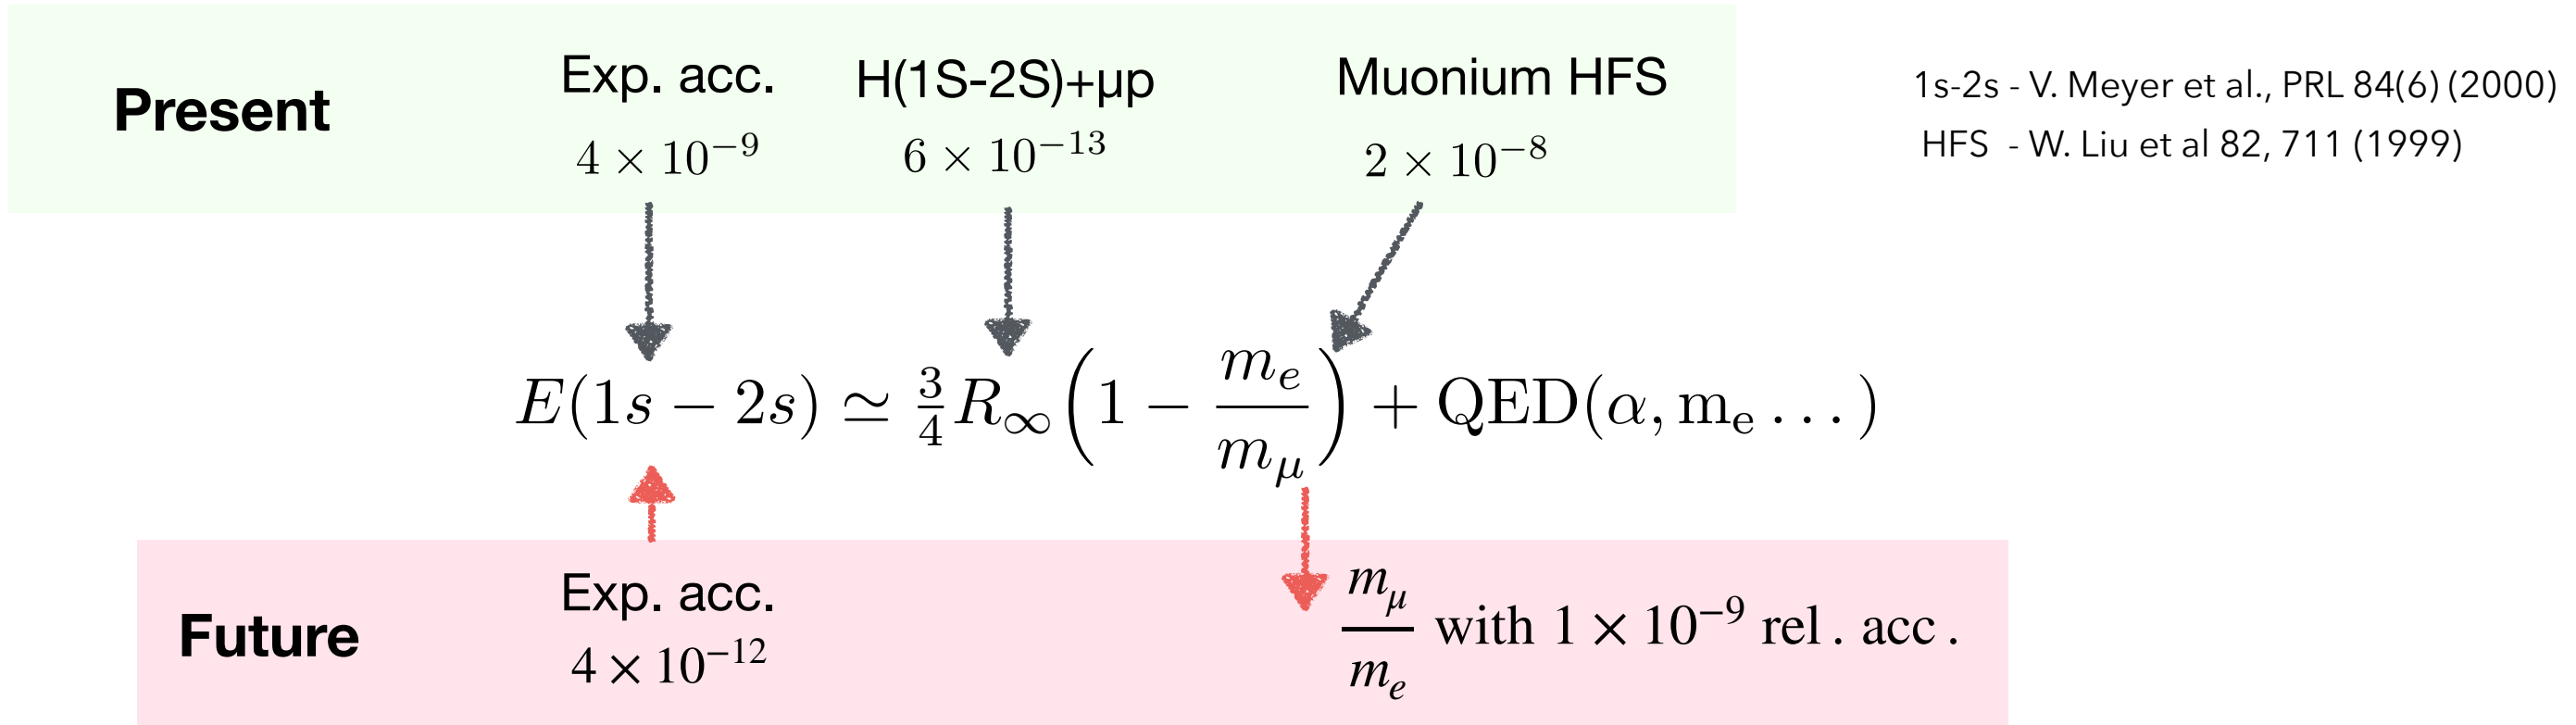 Present
Exp. acc.
4 × 10⁻⁹
H(1S-2S)+μp
6 × 10⁻¹³
Muonium HFS
2 × 10⁻⁸
1s-2s - V. Meyer et al., PRL 84(6) (2000)
HFS - W. Liu et al 82, 711 (1999)
E(1s − 2s) ≃ 3/4 R∞ (1 − mₑ/m_μ) + QED(α, mₑ . . . )
Future
Exp. acc.
4 × 10⁻¹²
m_μ/mₑ with 1 × 10⁻⁹ rel . acc .